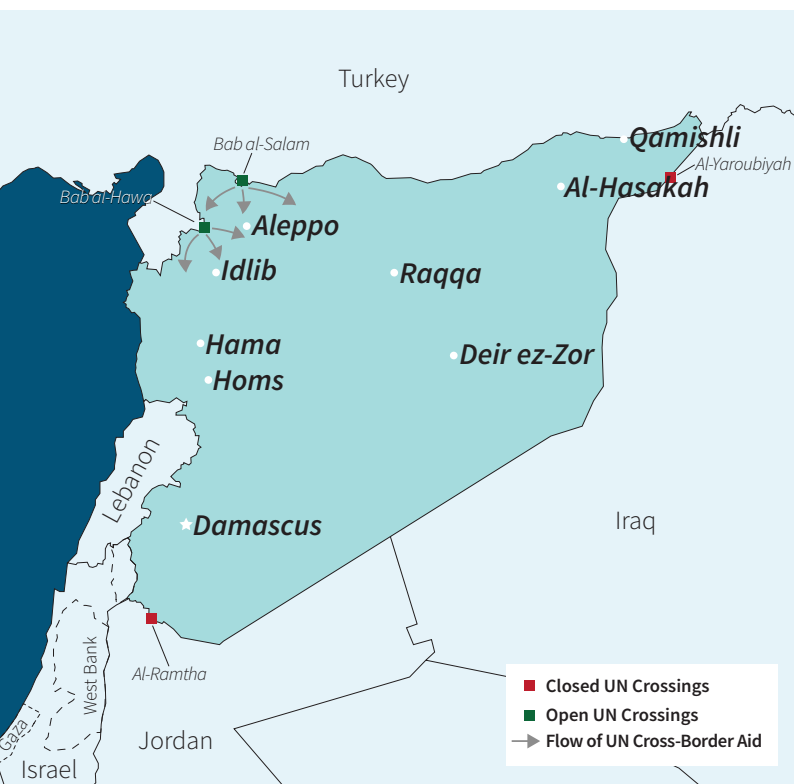 Turkey
Bab al-Salam
Qamishli
Al-Yaroubiyah
Bab al-Hawa
Al-Hasakah
Aleppo
Idlib
Raqqa
Hama
Deir ez-Zor
Homs
Lebanon
Damascus
Iraq
West Bank
Al-Ramtha
Gaza
Jordan
Israel
Closed UN Crossings
Open UN Crossings
Flow of UN Cross-Border Aid